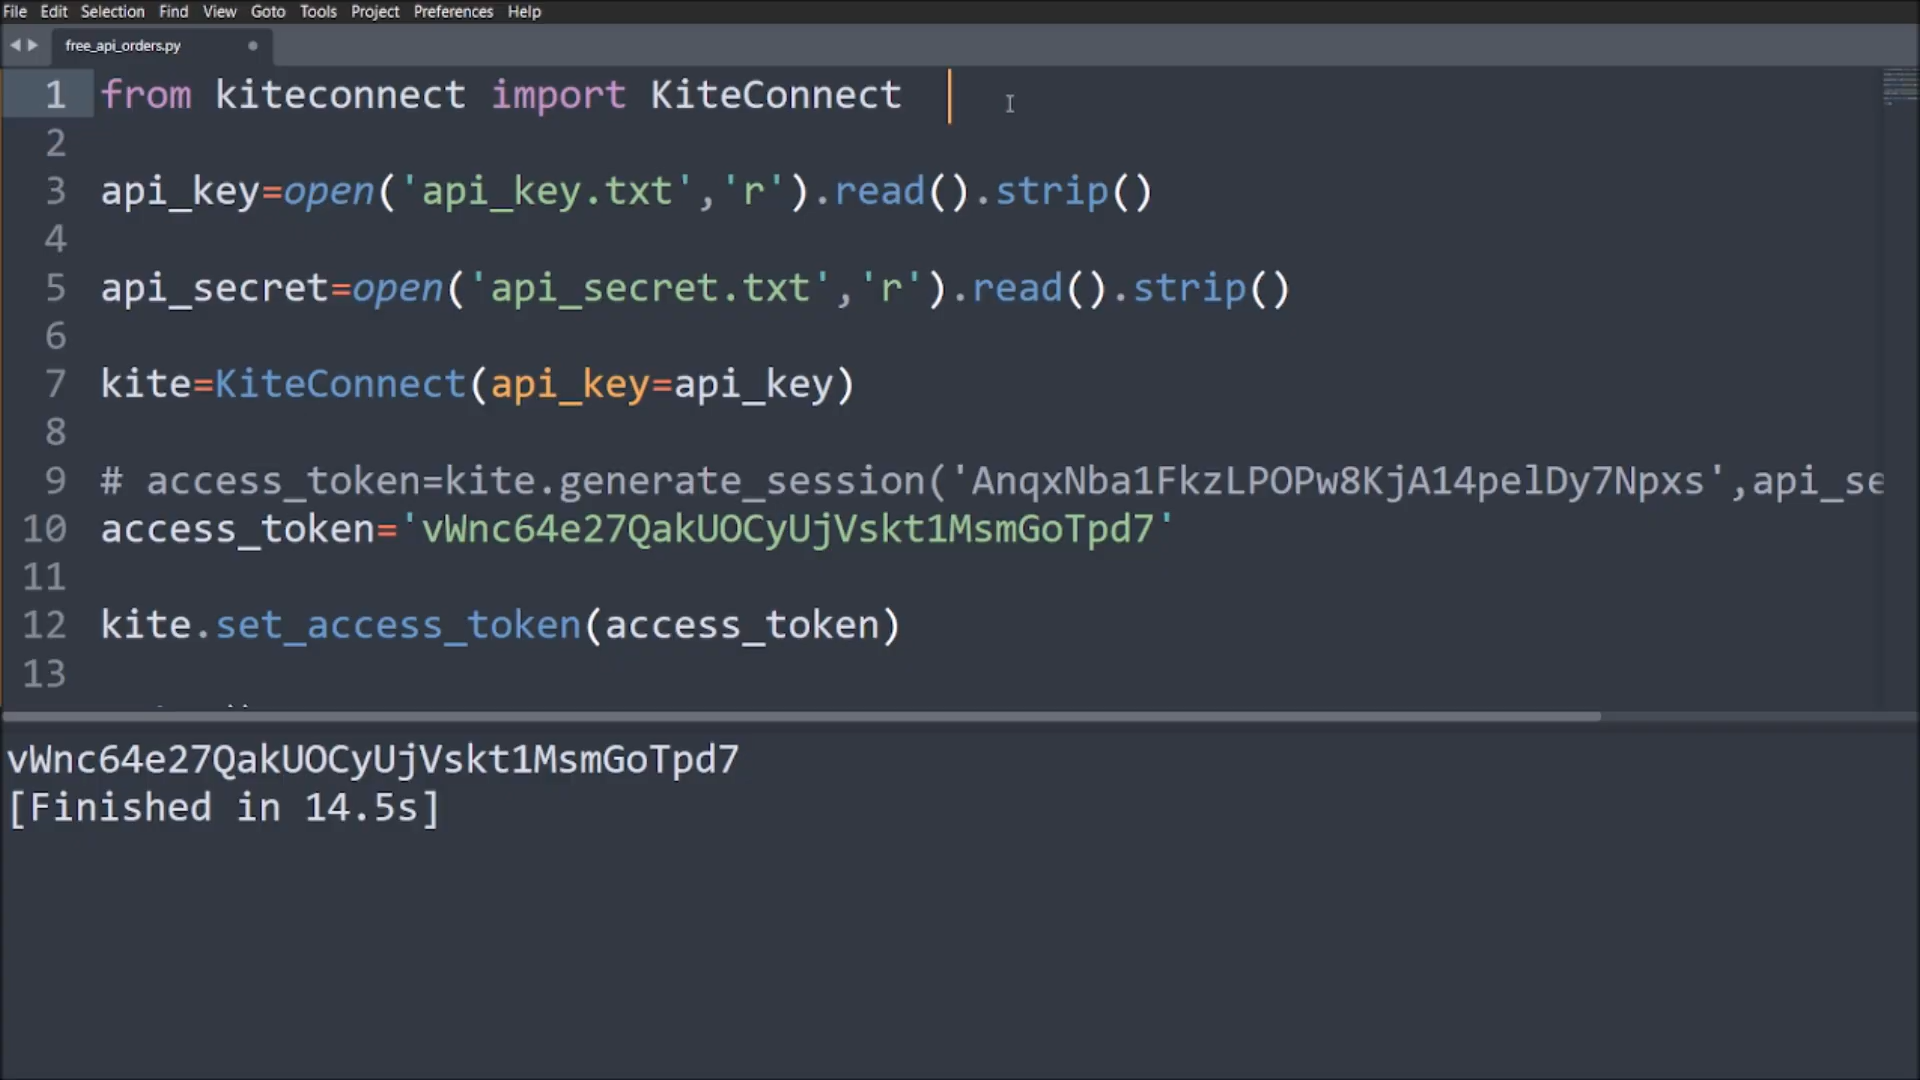 File Edit Selection Find View Goto Tools Project Preferences Help
free_api_orders.py
1 from kiteconnect import KiteConnect
2
3 api_key=open('api_key.txt','r').read().strip()
4
5 api_secret=open('api_secret.txt','r').read().strip()
6
7 kite=KiteConnect(api_key=api_key)
8
9 # access_token=kite.generate_session('AnqxNba1FkzLPOPw8KjA14pelDy7Npxs',api_se
10 access_token='vWnc64e27QakUOCyUjVskt1MsmGoTpd7'
11
12 kite.set_access_token(access_token)
13
vWnc64e27QakUOCyUjVskt1MsmGoTpd7
[Finished in 14.5s]